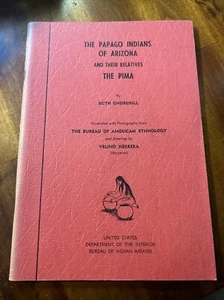 THE PAPAGO INDIANS
OF ARIZONA
AND THEIR RELATIVES
THE PIMA
By
RUTH UNDERHILL
Illustrated with Photographs from
THE BUREAU OF AMERICAN ETHNOLOGY
and drawings by
VELINO HERRERA
UNITED STATES
DEPARTMENT OF THE INTERIOR
BUREAU OF INDIAN AFFAIRS